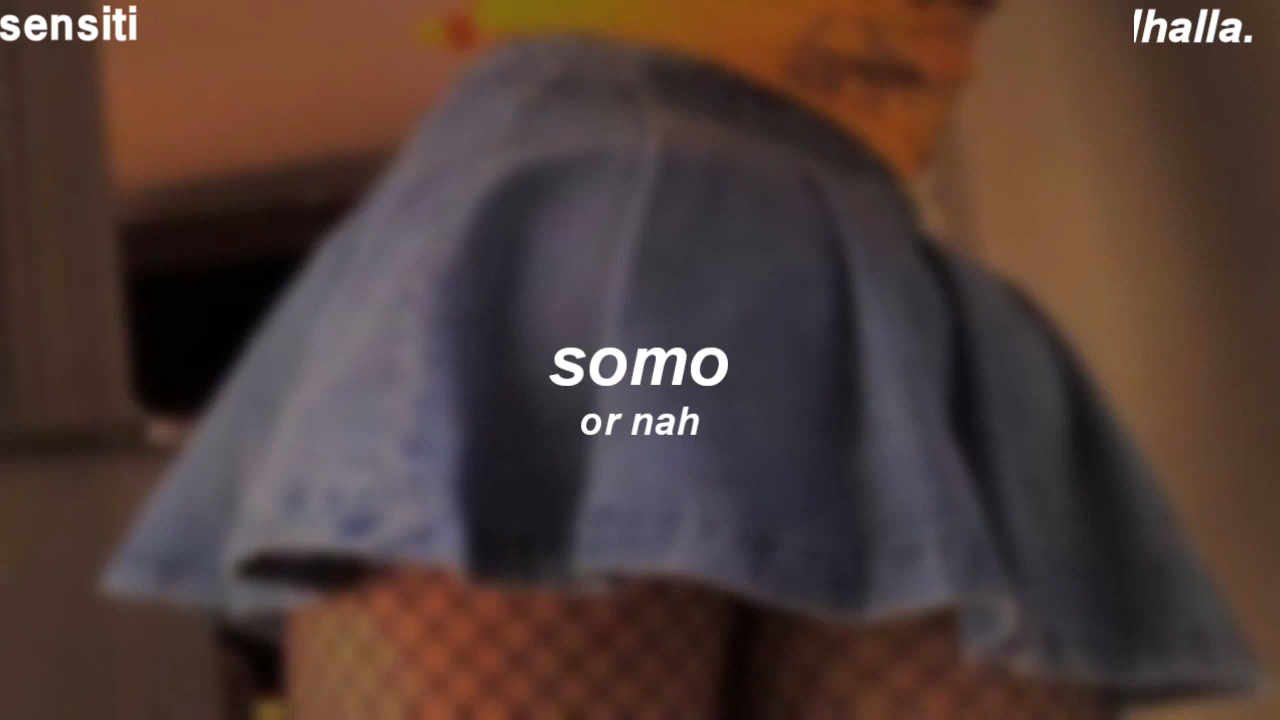 sensiti
lhalla.
somo
or nah